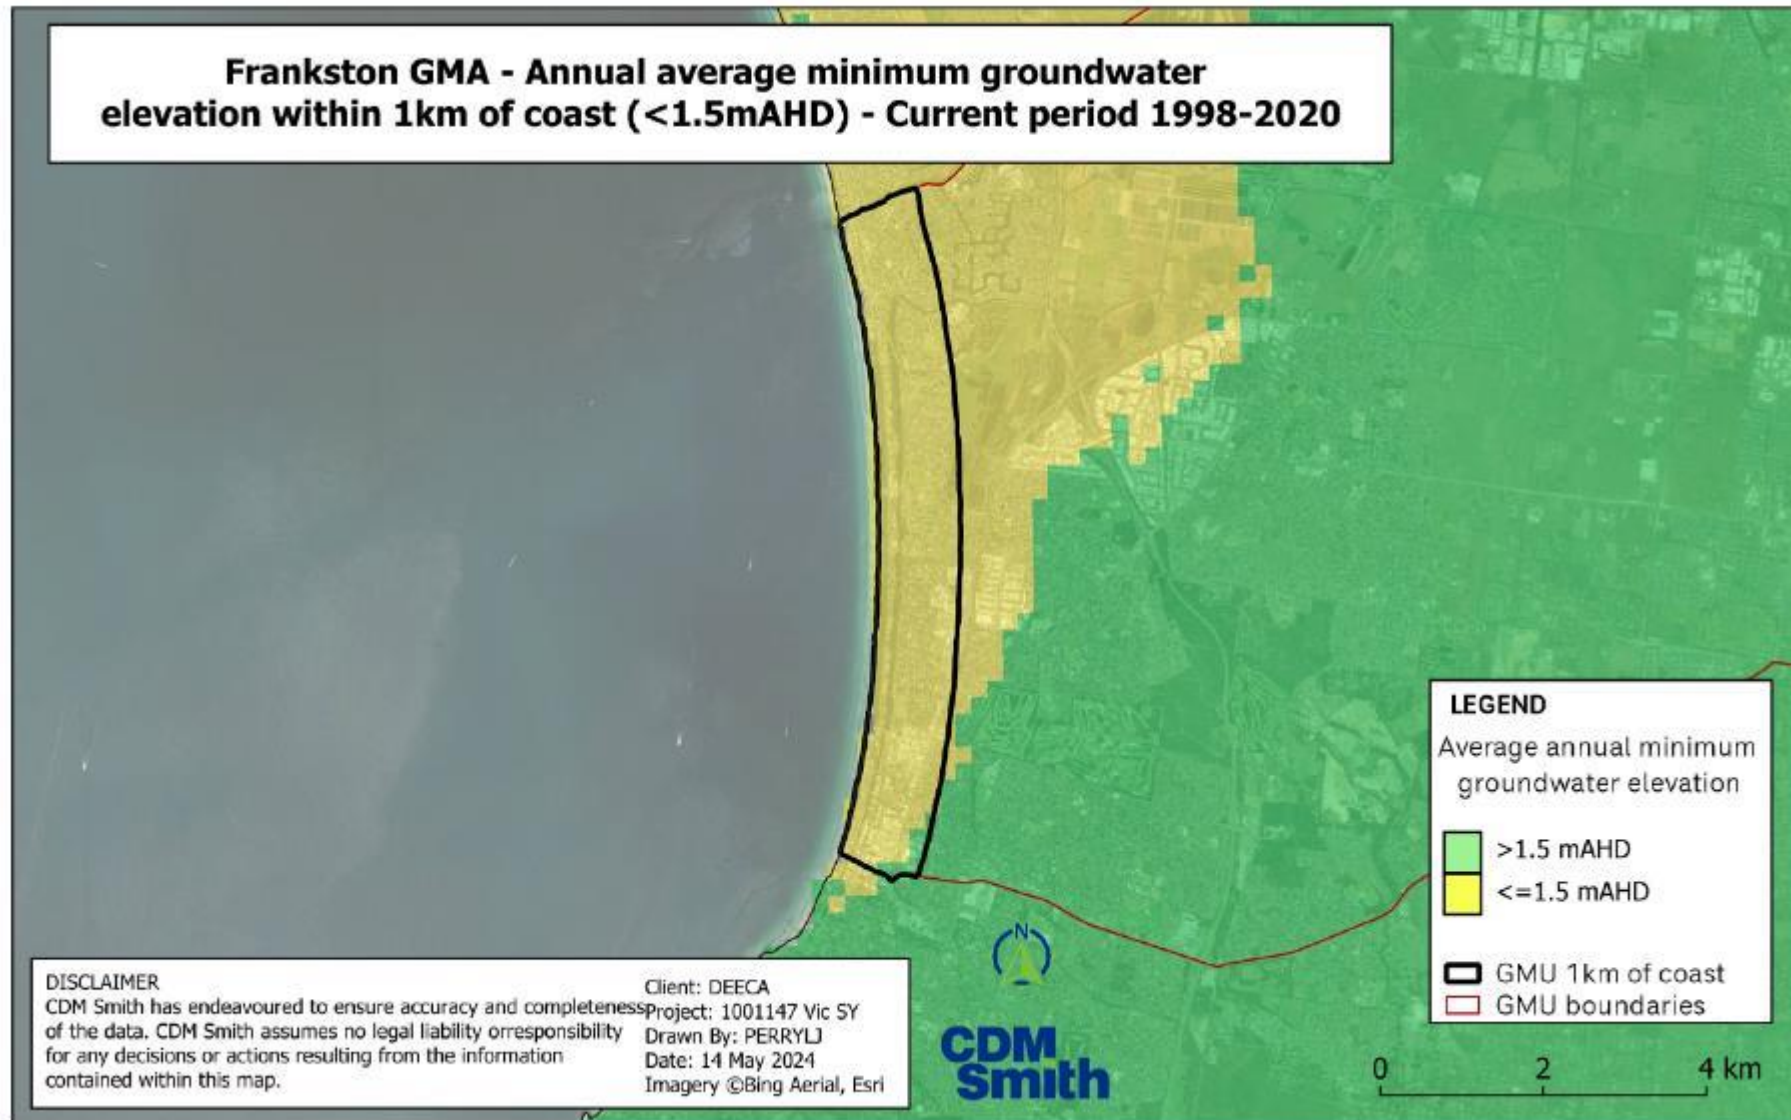 Frankston GMA - Annual average minimum groundwater
elevation within 1km of coast (<1.5mAHD) - Current period 1998-2020
LEGEND
Average annual minimum
groundwater elevation
>1.5 mAHD
<=1.5 mAHD
GMU 1km of coast
GMU boundaries
DISCLAIMER
CDM Smith has endeavoured to ensure accuracy and completeness
of the data. CDM Smith assumes no legal liability orresponsibility
for any decisions or actions resulting from the information
contained within this map.
Client: DEECA
Project: 1001147 Vic SY
Drawn By: PERRYLJ
Date: 14 May 2024
Imagery ©Bing Aerial, Esri
N
CDM
Smith
0 2 4 km